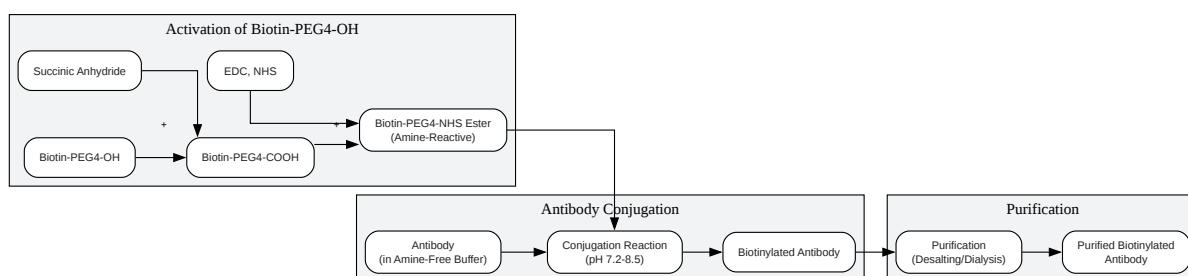 Activation of Biotin-PEG4-OH
Succinic Anhydride
EDC, NHS
+
+
Biotin-PEG4-NHS Ester
(Amine-Reactive)
Biotin-PEG4-OH
Biotin-PEG4-COOH
Antibody Conjugation
Purification
Antibody
(in Amine-Free Buffer)
Conjugation Reaction
(pH 7.2-8.5)
Biotinylated Antibody
Purification
(Desalting/Dialysis)
Purified Biotinylated
Antibody